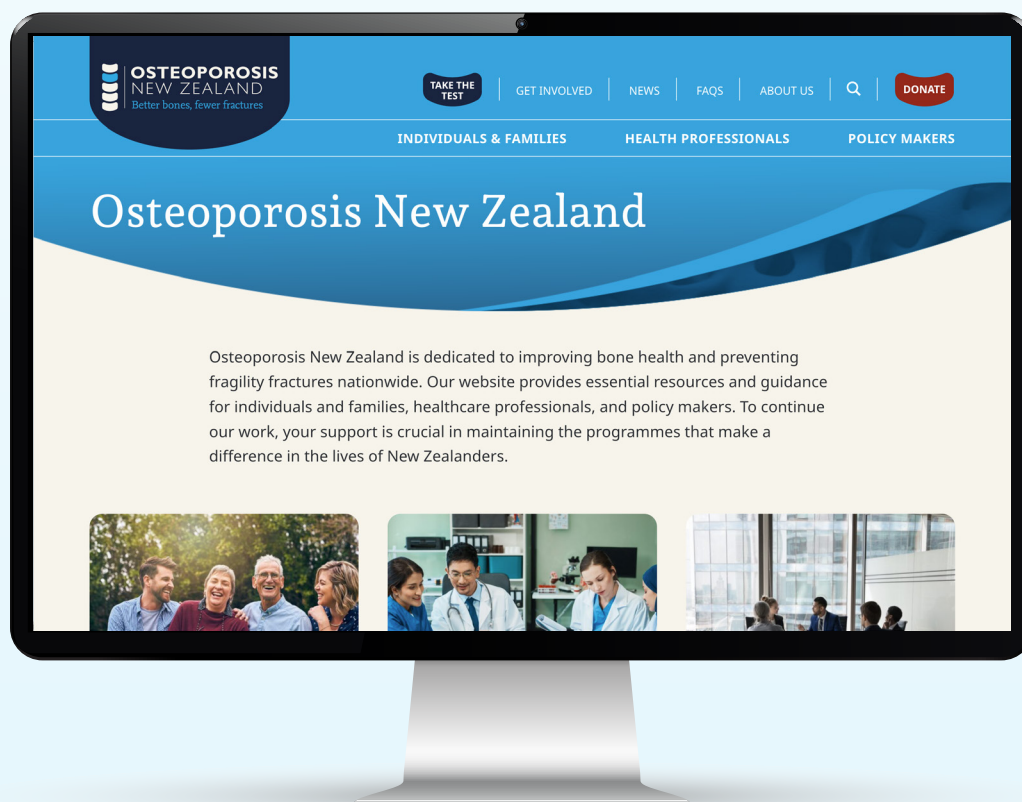 OSTEOPOROSIS
NEW ZEALAND
Better bones, fewer fractures
TAKE THE
TEST
GET INVOLVED
NEWS
FAQS
ABOUT US
DONATE
INDIVIDUALS & FAMILIES
HEALTH PROFESSIONALS
POLICY MAKERS
Osteoporosis New Zealand
Osteoporosis New Zealand is dedicated to improving bone health and preventing
fragility fractures nationwide. Our website provides essential resources and guidance
for individuals and families, healthcare professionals, and policy makers. To continue
our work, your support is crucial in maintaining the programmes that make a
difference in the lives of New Zealanders.